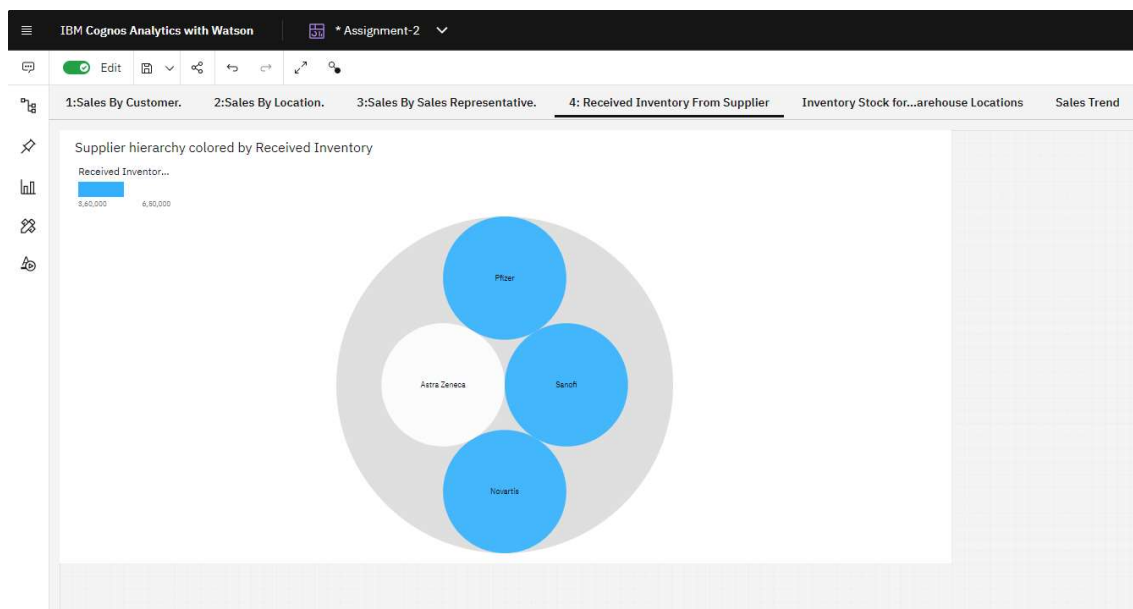 IBM Cognos Analytics with Watson
* Assignment-2
Edit
1:Sales By Customer.
2:Sales By Location.
3:Sales By Sales Representative.
4: Received Inventory From Supplier
Inventory Stock for...arehouse Locations
Sales Trend
Supplier hierarchy colored by Received Inventory
Received Inventor...
3,60,000
6,50,000
Pfizer
Astra Zeneca
Sanofi
Novartis